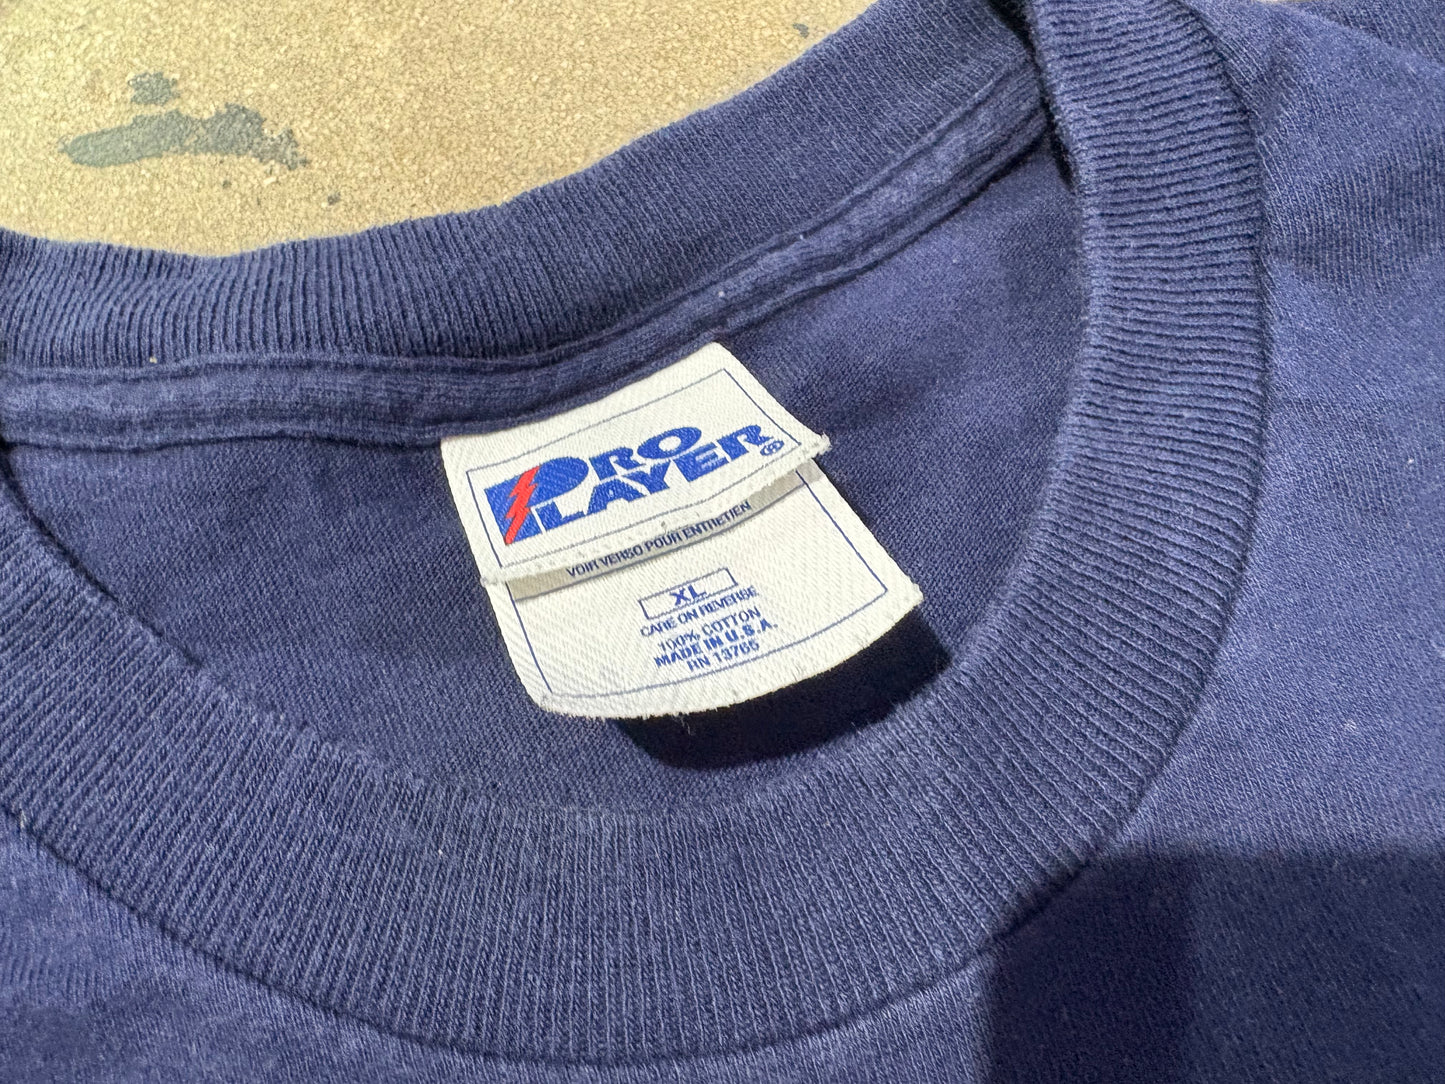 PRO
PLAYER®
VOIR VERSO POUR ENTRETIEN
XL
CARE ON REVERSE
100% COTTON
MADE IN U.S.A.
RN 13765